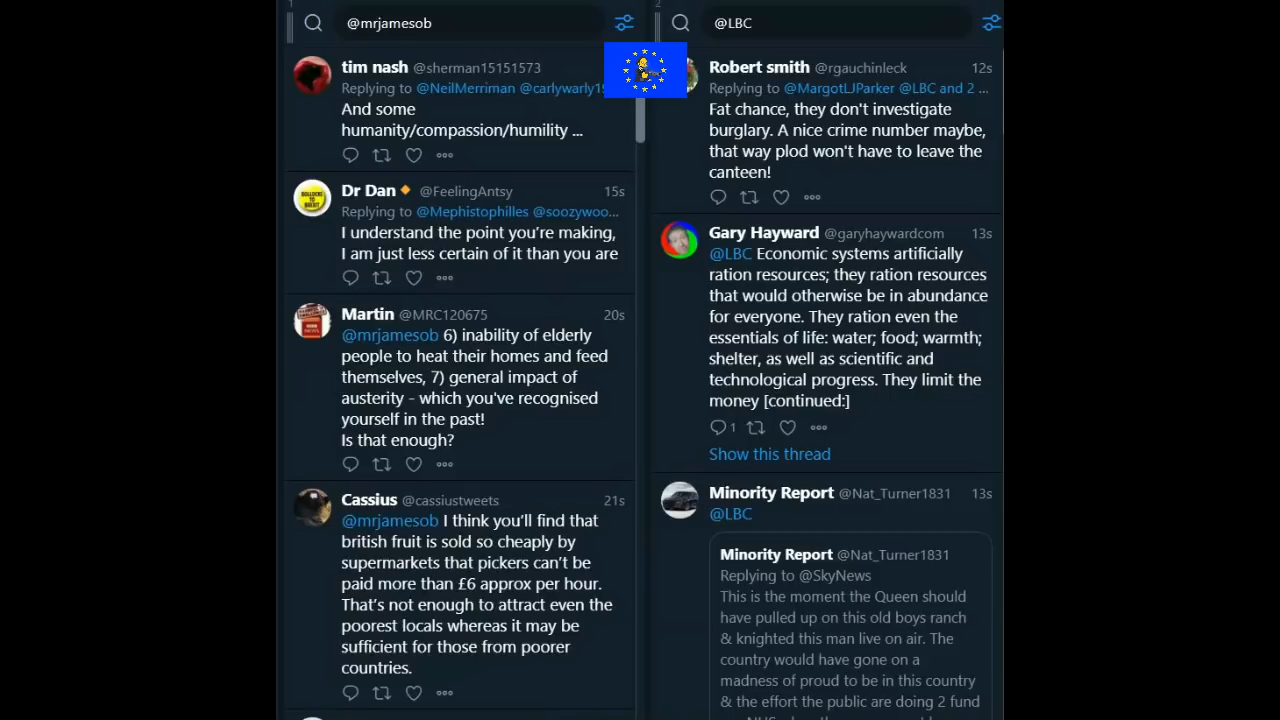 1
@mrjamesob
tim nash @sherman15151573
Replying to @NeilMerriman @carlywarly1
And some
humanity/compassion/humility ...
Dr Dan @FeelingAntsy 15s
Replying to @Mephistophilles @soozywoo...
I understand the point you're making,
I am just less certain of it than you are
Martin @MRC120675 20s
@mrjamesob 6) inability of elderly
people to heat their homes and feed
themselves, 7) general impact of
austerity - which you've recognised
yourself in the past!
Is that enough?
Cassius @cassiustweets 21s
@mrjamesob I think you'll find that
british fruit is sold so cheaply by
supermarkets that pickers can't be
paid more than £6 approx per hour.
That's not enough to attract even the
poorest locals whereas it may be
sufficient for those from poorer
countries.
2
@LBC
Robert smith @rgauchinleck 12s
Replying to @MargotLJParker @LBC and 2 ...
Fat chance, they don't investigate
burglary. A nice crime number maybe,
that way plod won't have to leave the
canteen!
Gary Hayward @garyhaywardcom 13s
@LBC Economic systems artificially
ration resources; they ration resources
that would otherwise be in abundance
for everyone. They ration even the
essentials of life: water; food; warmth;
shelter, as well as scientific and
technological progress. They limit the
money [continued:]
1
Show this thread
Minority Report @Nat_Turner1831 13s
@LBC
Minority Report @Nat_Turner1831
Replying to @SkyNews
This is the moment the Queen should
have pulled up on this old boys ranch
& knighted this man live on air. The
country would have gone on a
madness of proud to be in this country
& the effort the public are doing 2 fund